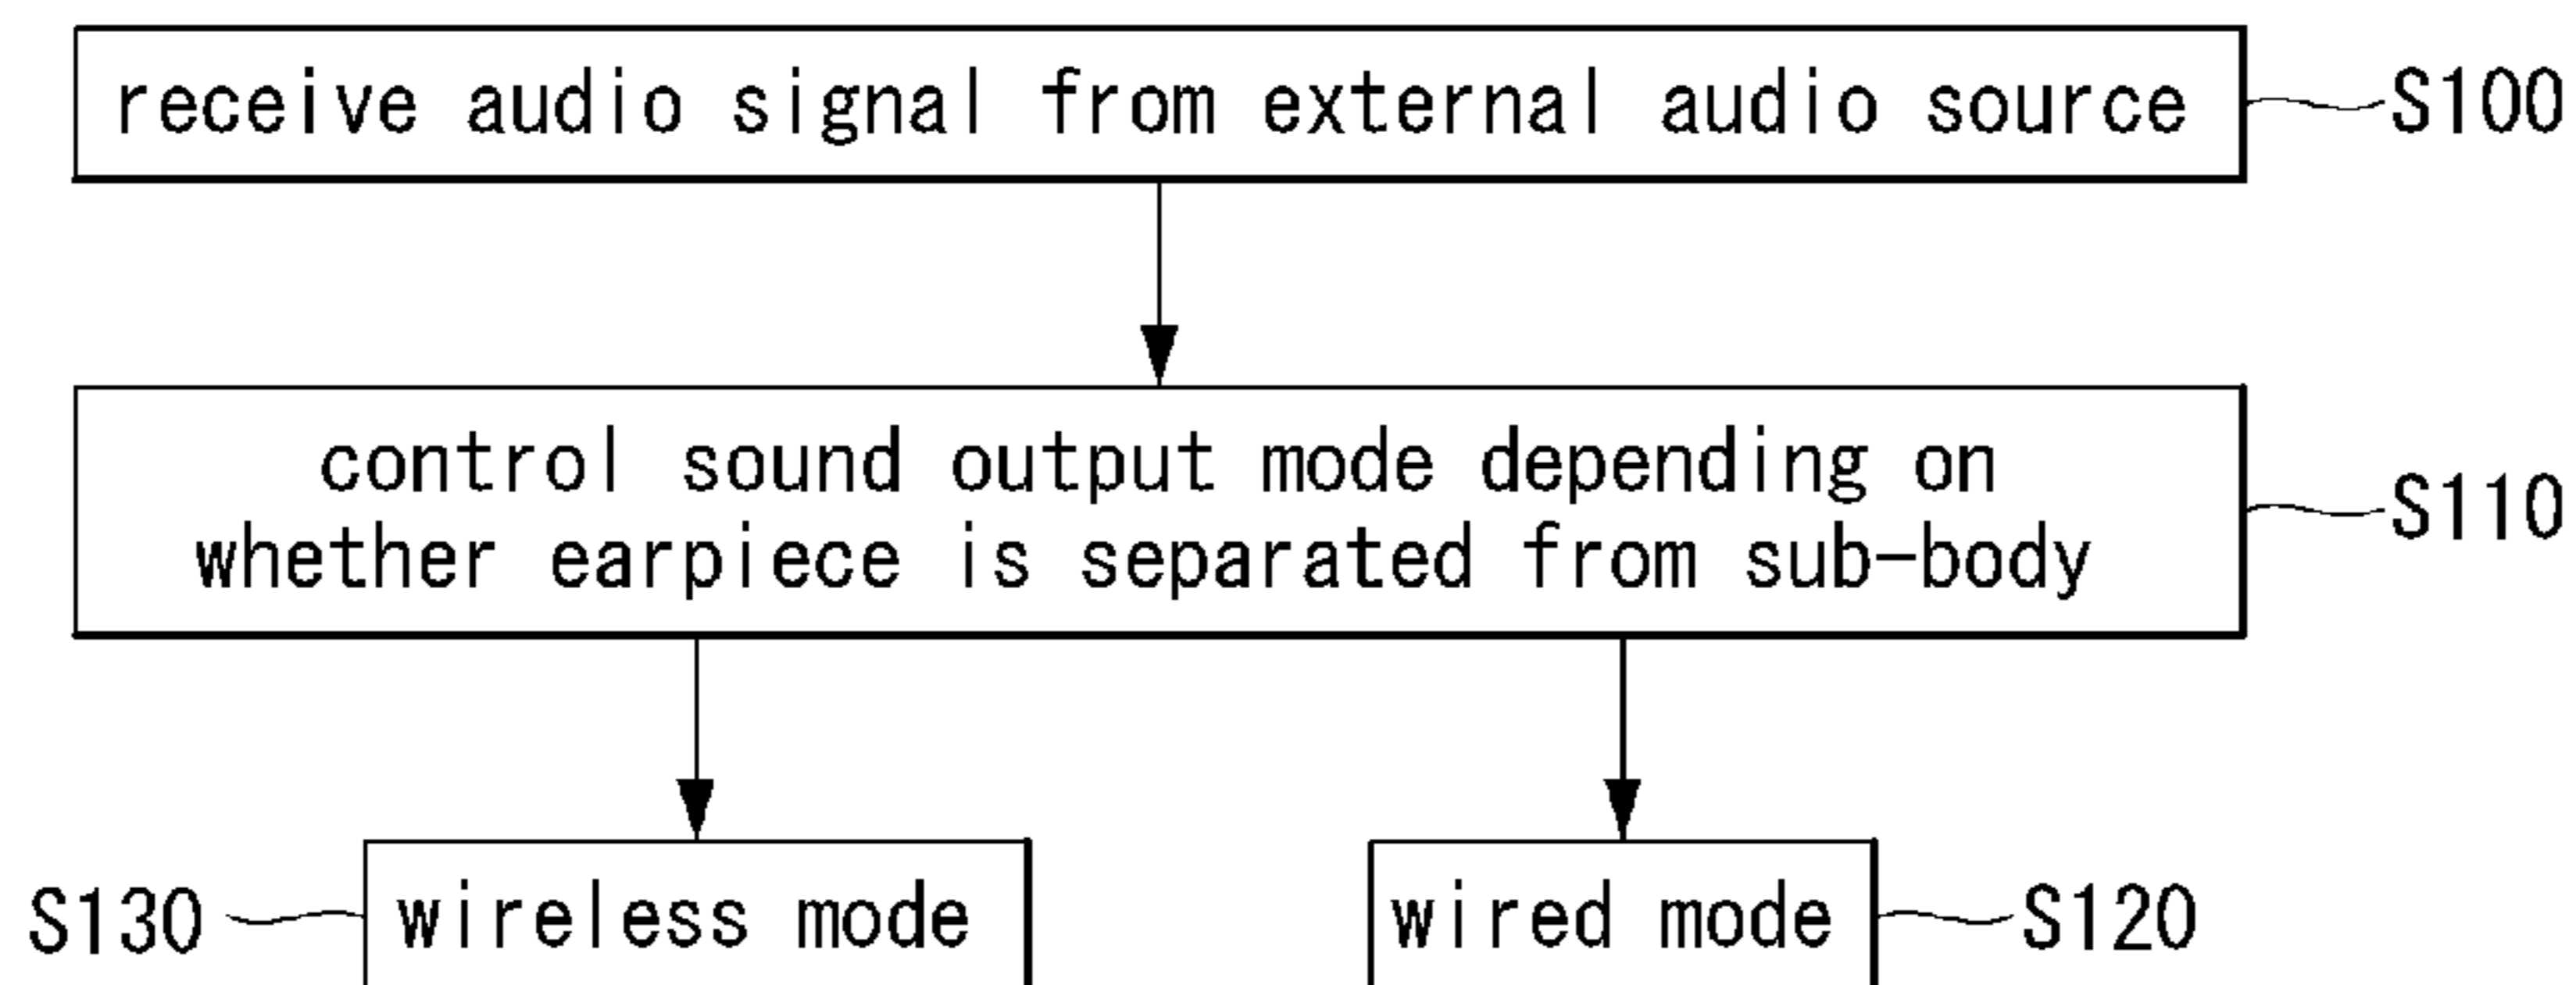 receive audio signal from external audio source
S100
control sound output mode depending on
whether earpiece is separated from sub-body
S110
S130
wireless mode
wired mode
S120